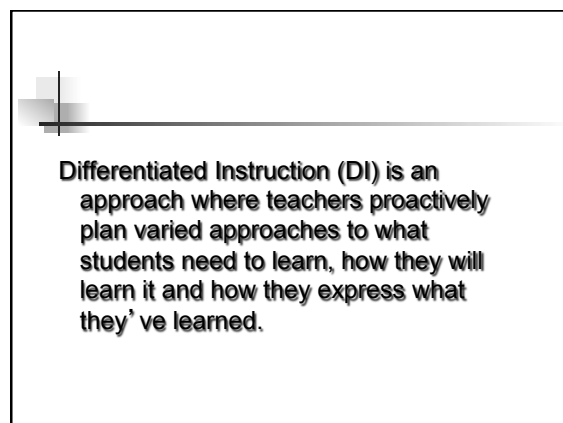 Differentiated Instruction (DI) is an
approach where teachers proactively
plan varied approaches to what
students need to learn, how they will
learn it and how they express what
they’ ve learned.